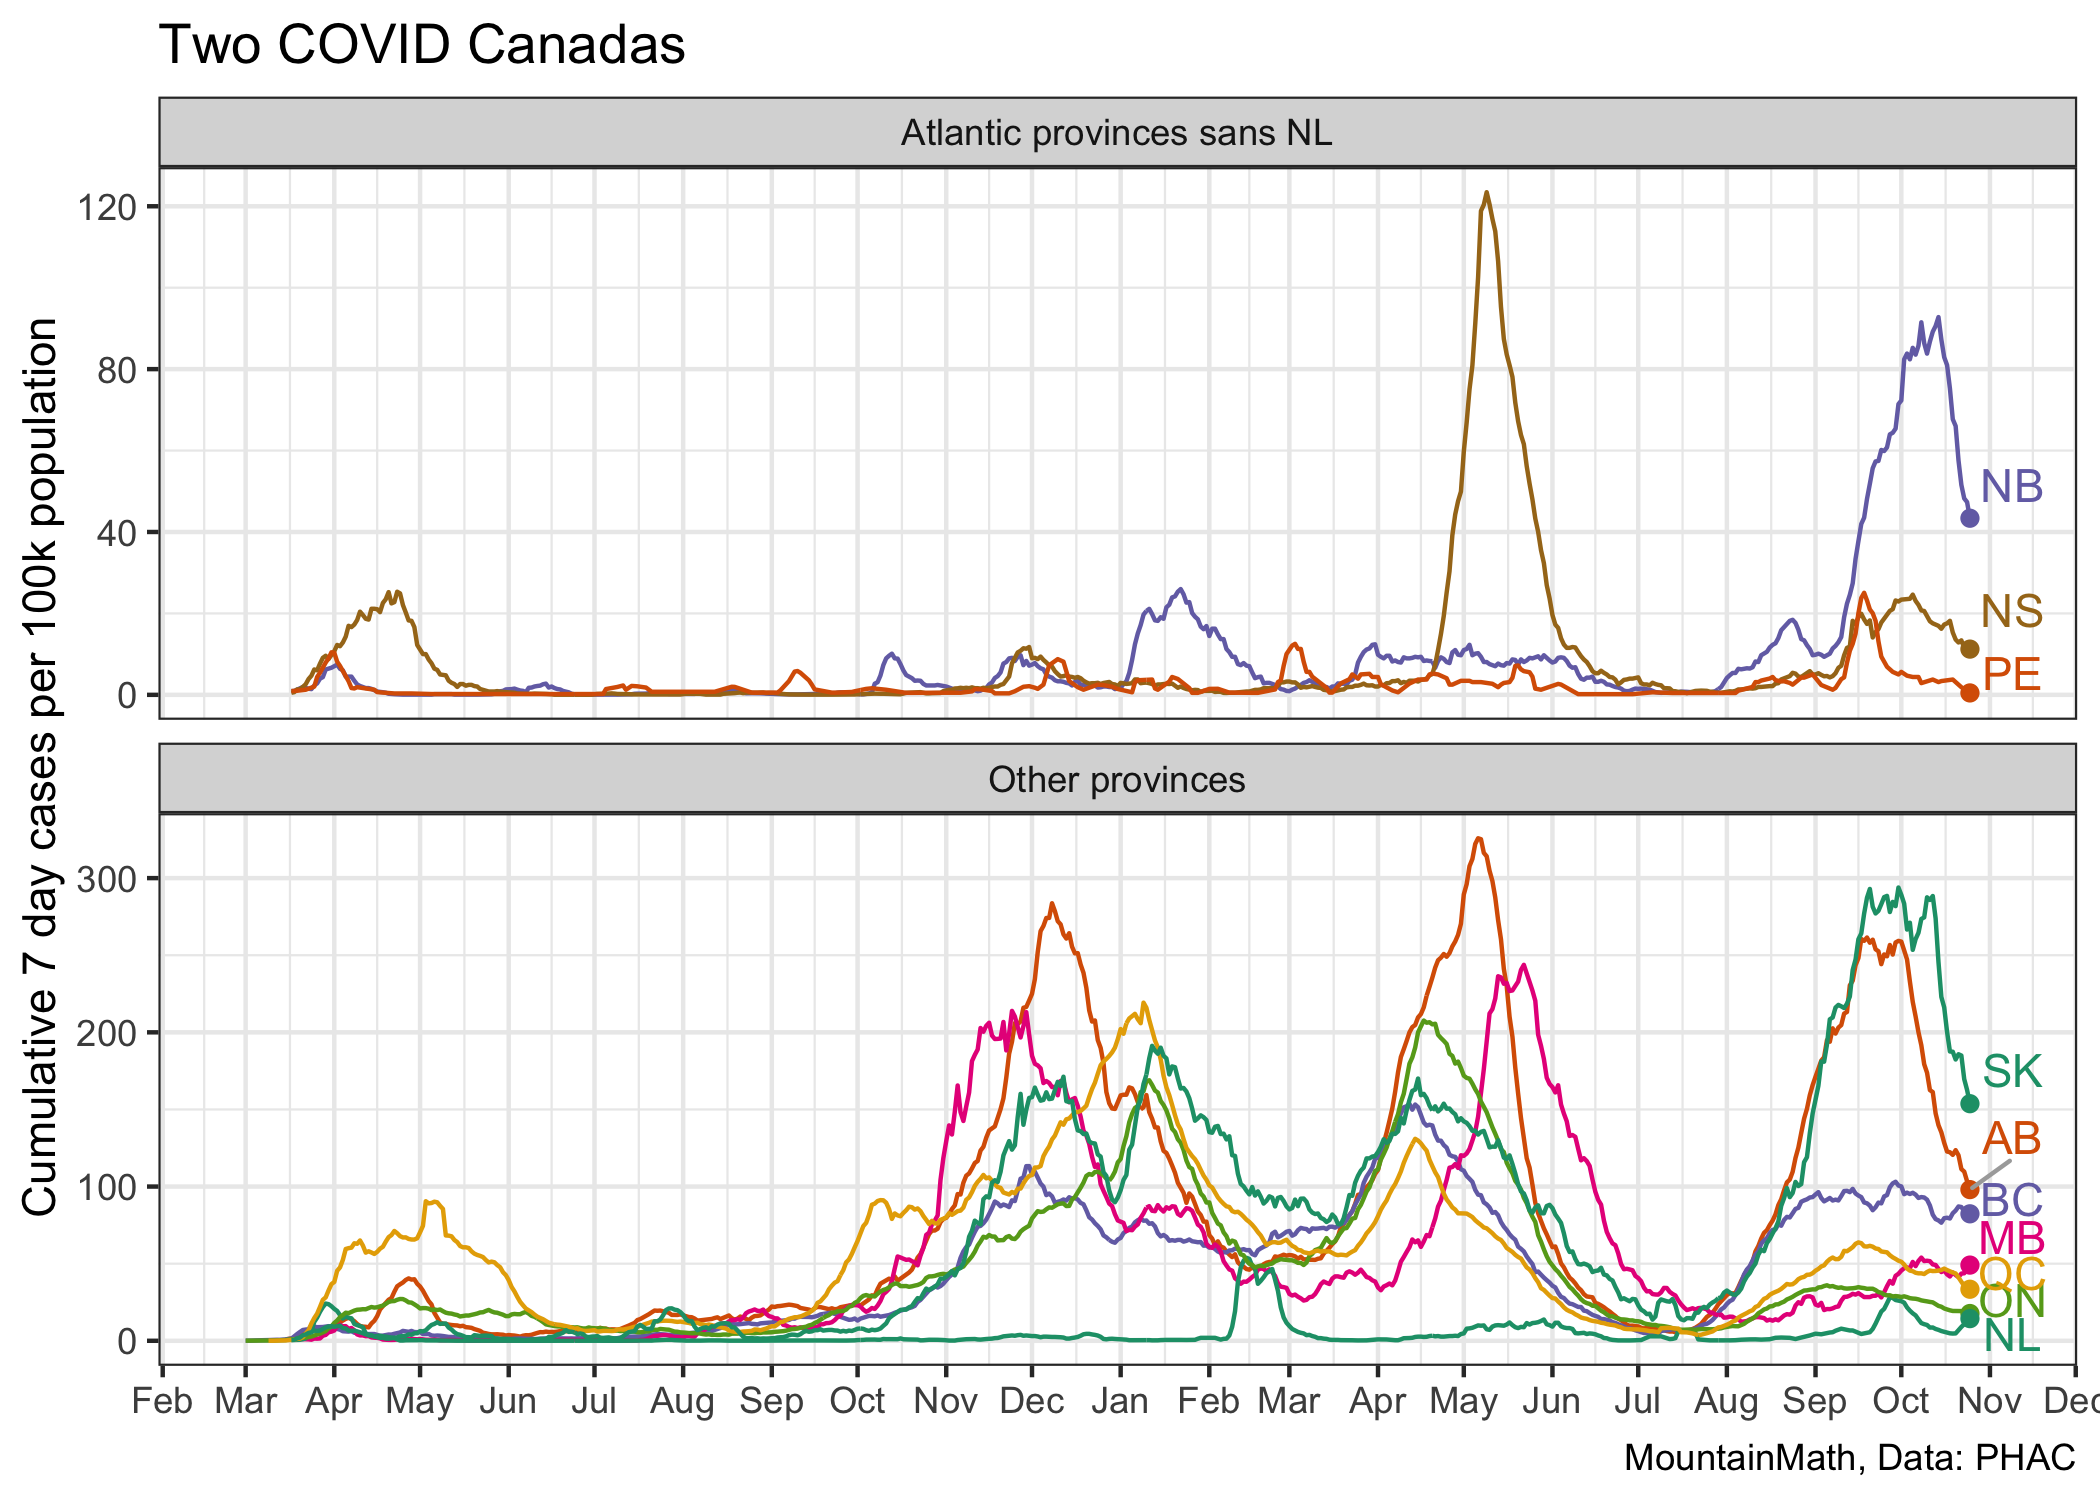 Two COVID Canadas
Atlantic provinces sans NL
Cumulative 7 day cases per 100k population
120
80
40
0
NB
NS
PE
Other provinces
300
200
100
0
SK
AB
BC
MB
QC
ON
NL
Feb Mar Apr May Jun Jul Aug Sep Oct Nov Dec Jan Feb Mar Apr May Jun Jul Aug Sep Oct Nov Dec
MountainMath, Data: PHAC